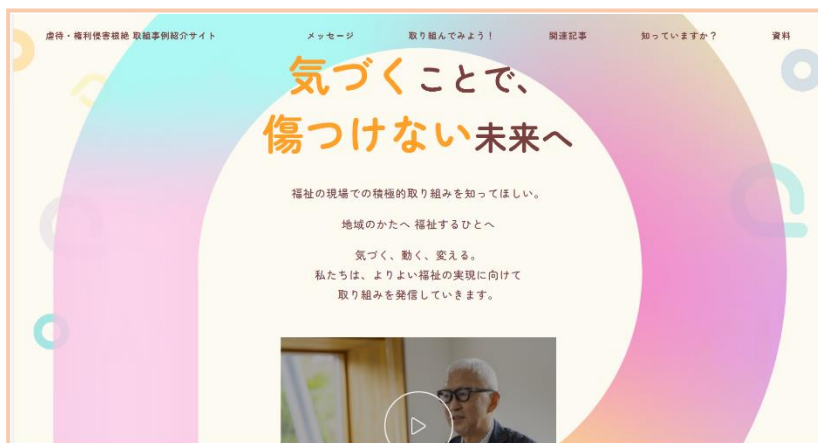 虐待・権利侵害根絶 取組事例紹介サイト
メッセージ
取り組んでみよう！
関連記事
知っていますか？
資料
気づくことで、
傷つけない未来へ
福祉の現場での積極的取り組みを知ってほしい。
地域のかたへ 福祉するひとへ
気づく、動く、変える。
私たちは、よりよい福祉の実現に向けて
取り組みを発信していきます。